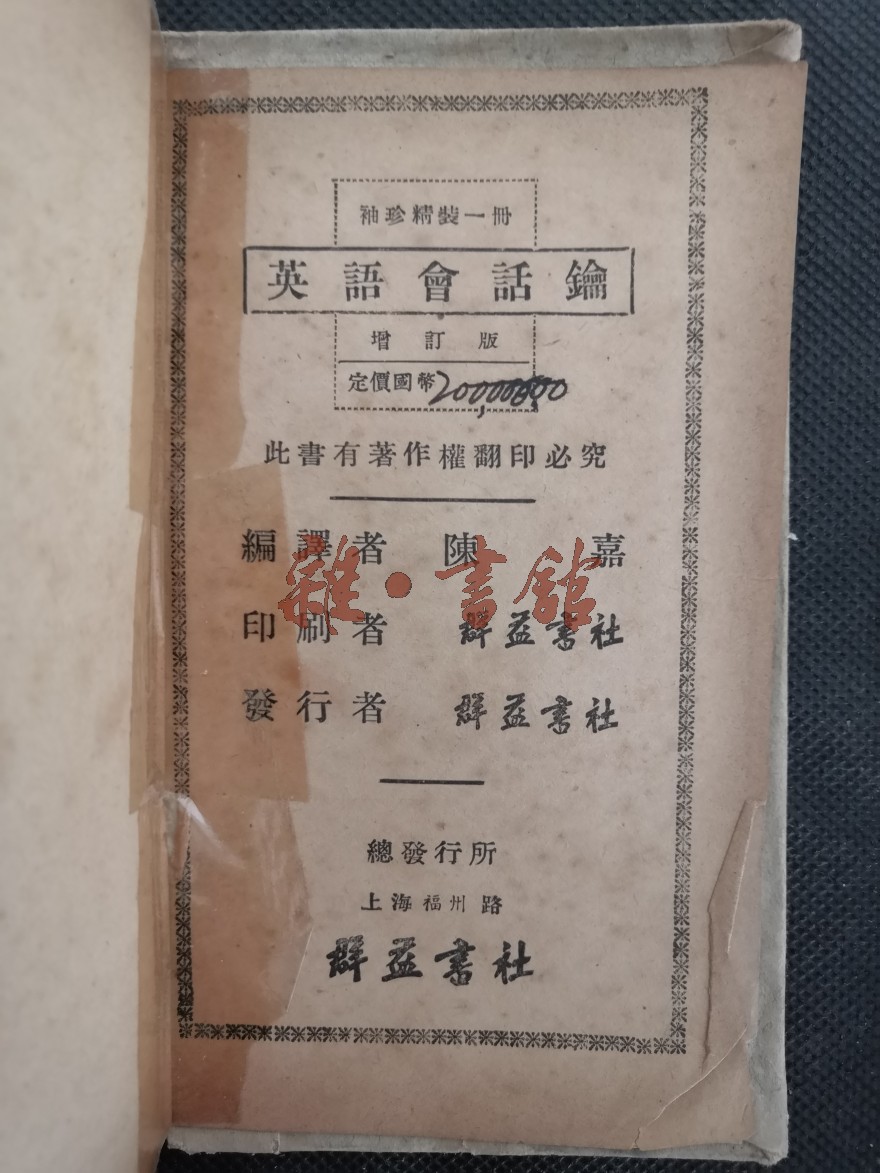 袖珍精裝一冊
英語會話鑰
增訂版
定價國幣
此書有著作權翻印必究
編譯者 陳嘉
印刷者 群益書社
發行者 群益書社
雜·書館
總發行所
上海福州路
群益書社